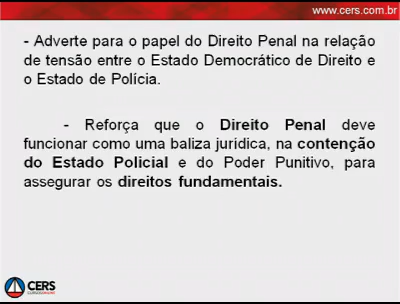 www.cers.com.br
- Adverte para o papel do Direito Penal na relação
de tensão entre o Estado Democrático de Direito e
o Estado de Polícia.
- Reforça que o Direito Penal deve
funcionar como uma baliza jurídica, na contenção
do Estado Policial e do Poder Punitivo, para
assegurar os direitos fundamentais.
CERS
CURSOS ONLINE